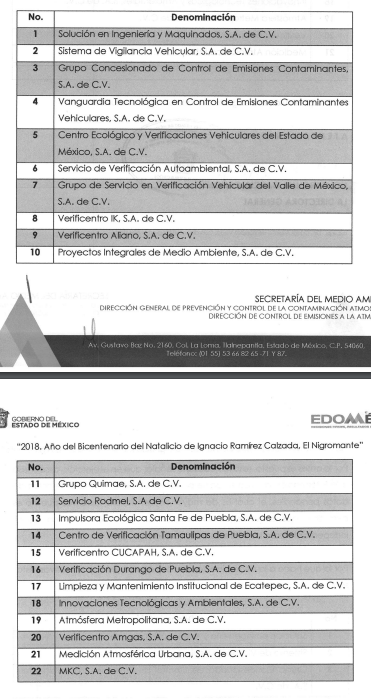 No. Denominación
1 Solución en Ingeniería y Maquinados, S.A. de C.V.
2 Sistema de Vigilancia Vehicular, S.A. de C.V.
3 Grupo Concesionado de Control de Emisiones Contaminantes,
S.A. de C.V.
4 Vanguardia Tecnológica en Control de Emisiones Contaminantes
Vehiculares, S.A. de C.V.
5 Centro Ecológico y Verificaciones Vehiculares del Estado de
México, S.A. de C.V.
6 Servicio de Verificación Autoambiental, S.A. de C.V.
7 Grupo de Servicio en Verificación Vehicular del Valle de México,
S.A. de C.V.
8 Verificentro IK, S.A. de C.V.
9 Verificentro Aliano, S.A. de C.V.
10 Proyectos Integrales de Medio Ambiente, S.A. de C.V.
SECRETARÍA DEL MEDIO AM
DIRECCIÓN GENERAL DE PREVENCIÓN Y CONTROL DE LA CONTAMINACIÓN ATMOS
DIRECCIÓN DE CONTROL DE EMISIONES A LA ATM
Av. Gustavo Baz No. 2160, Col. La Loma, Tlalnepantla, Estado de México, C.P. 54060.
Teléfono: (01 55) 53 66 82 65 -71 Y 87.
GOBIERNO DEL
ESTADO DE MÉXICO
EDOMÉ
"2018. Año del Bicentenario del Natalicio de Ignacio Ramírez Calzada, El Nigromante"
No. Denominación
11 Grupo Quimae, S.A. de C.V.
12 Servicio Rodmel, S.A de C.V.
13 Impulsora Ecológica Santa Fe de Puebla, S.A. de C.V.
14 Centro de Verificación Tamaulipas de Puebla, S.A. de C.V.
15 Verificentro CUCAPAH, S.A. de C.V.
16 Verificación Durango de Puebla, S.A. de C.V.
17 Limpieza y Mantenimiento Institucional de Ecatepec, S.A. de C.V.
18 Innovaciones Tecnológicas y Ambientales, S.A. de C.V.
19 Atmósfera Metropolitana, S.A. de C.V.
20 Verificentro Amgas, S.A. de C.V.
21 Medición Atmosférica Urbana, S.A. de C.V.
22 MKC, S.A. de C.V.